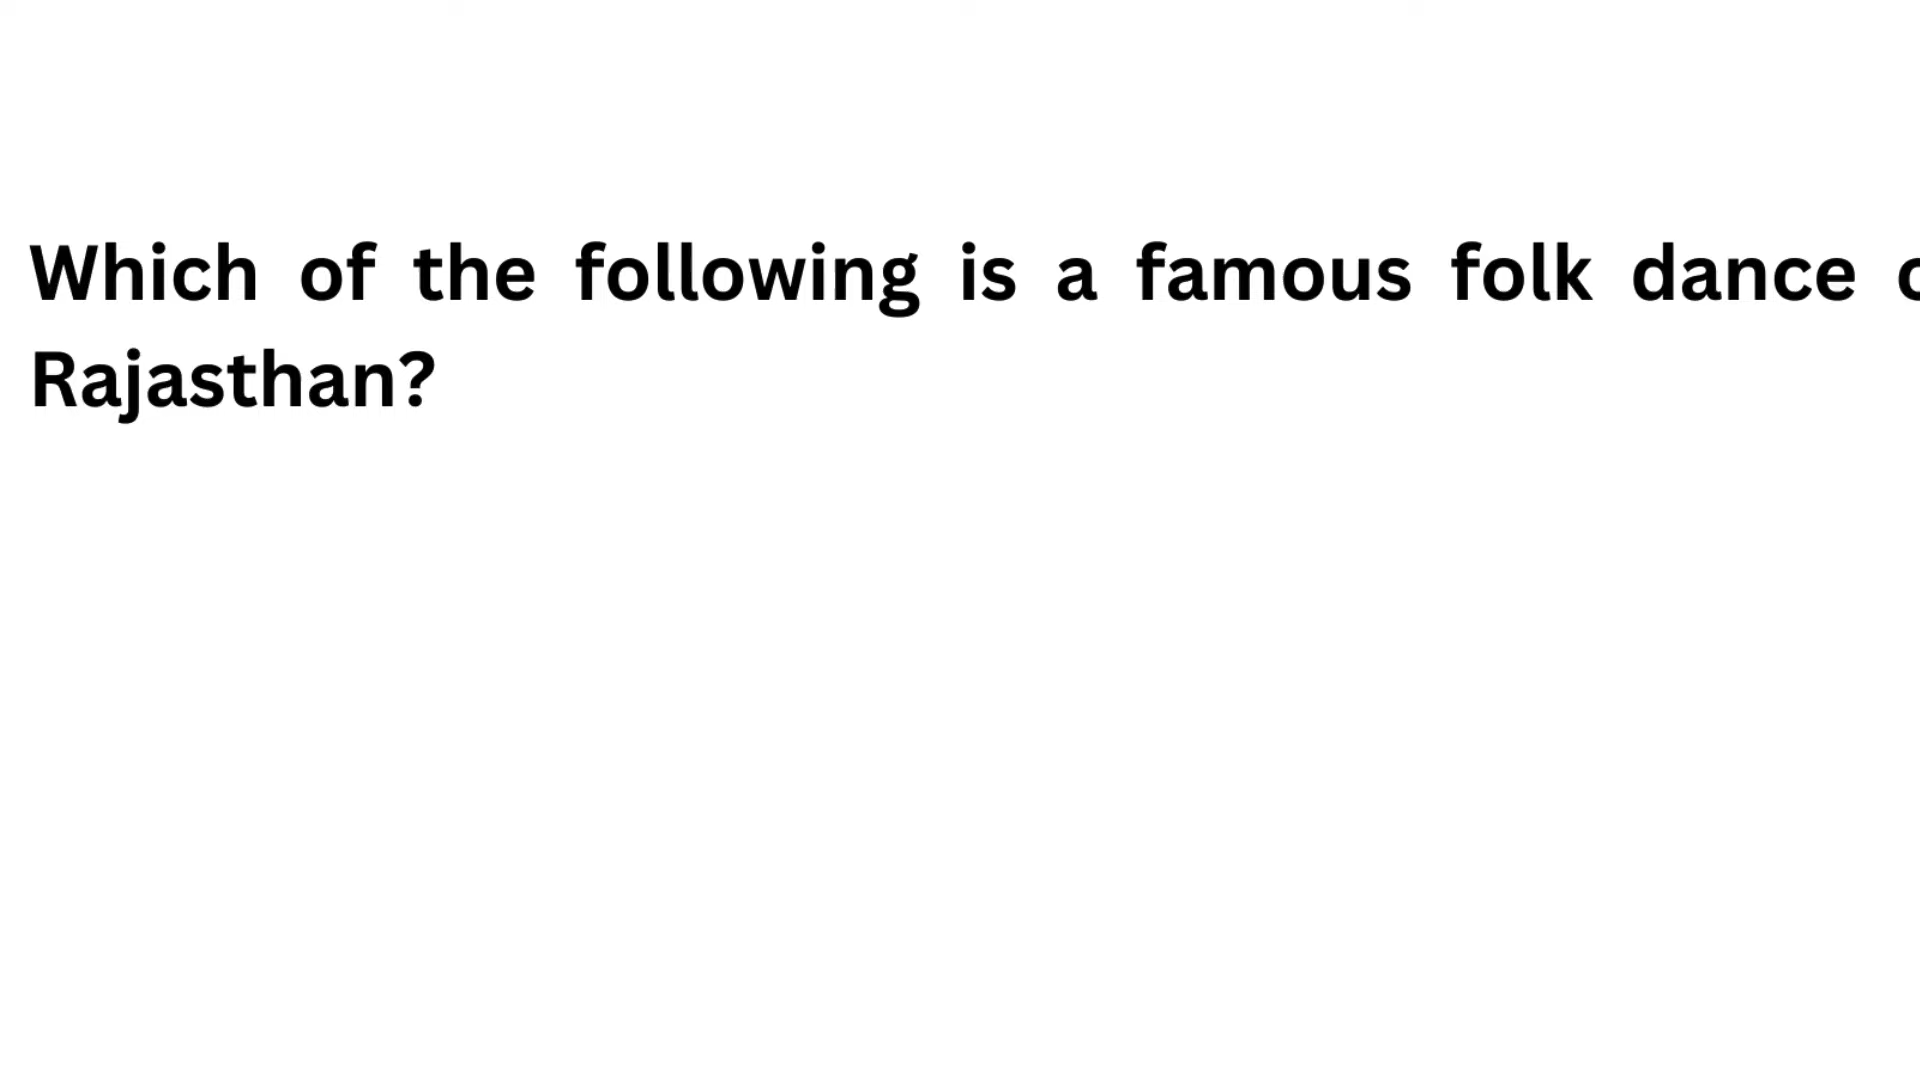 Which of the following is a famous folk dance
Rajasthan?